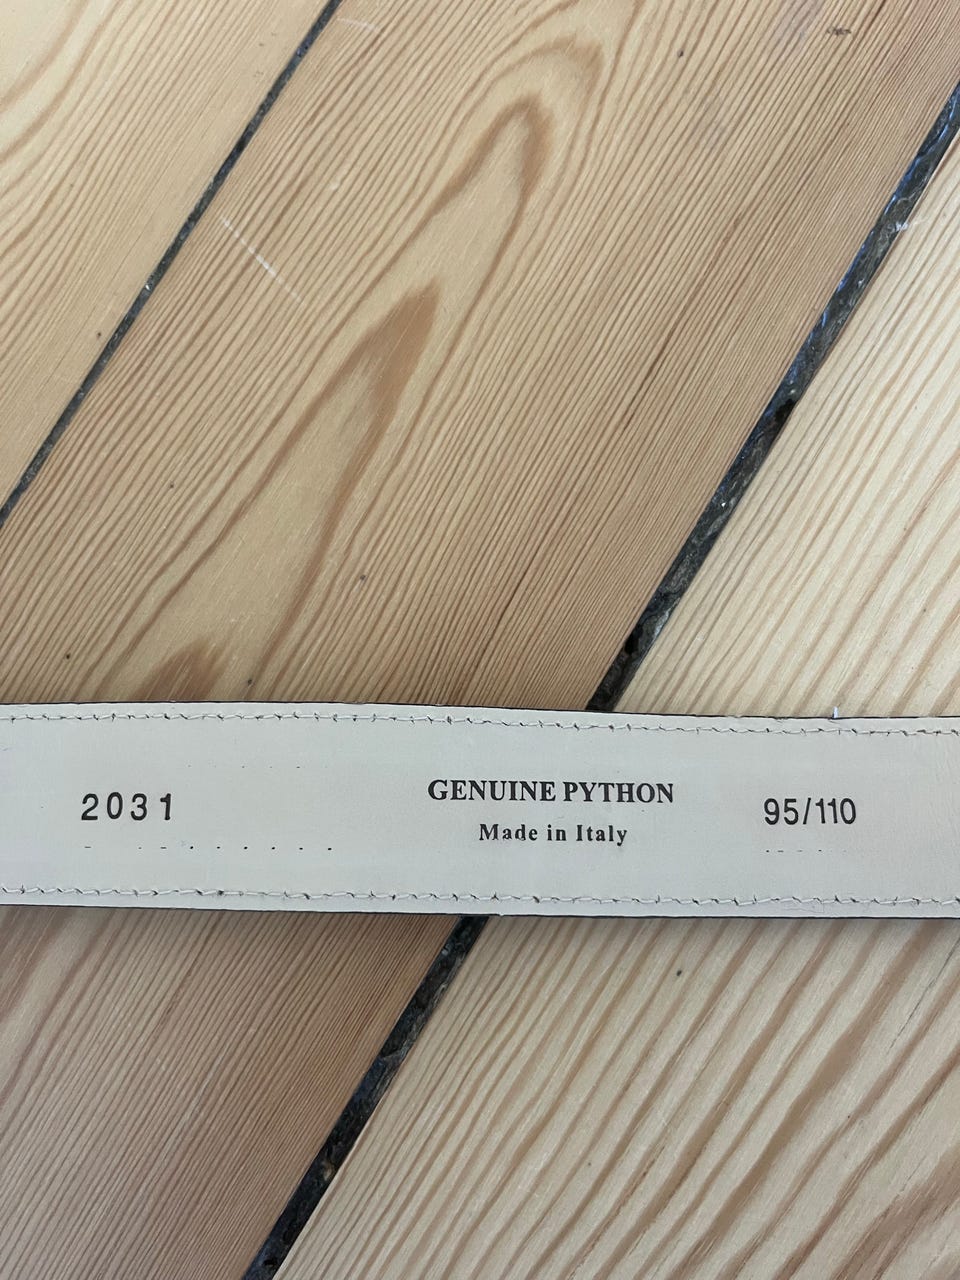 2031
GENUINE PYTHON
Made in Italy
95/110